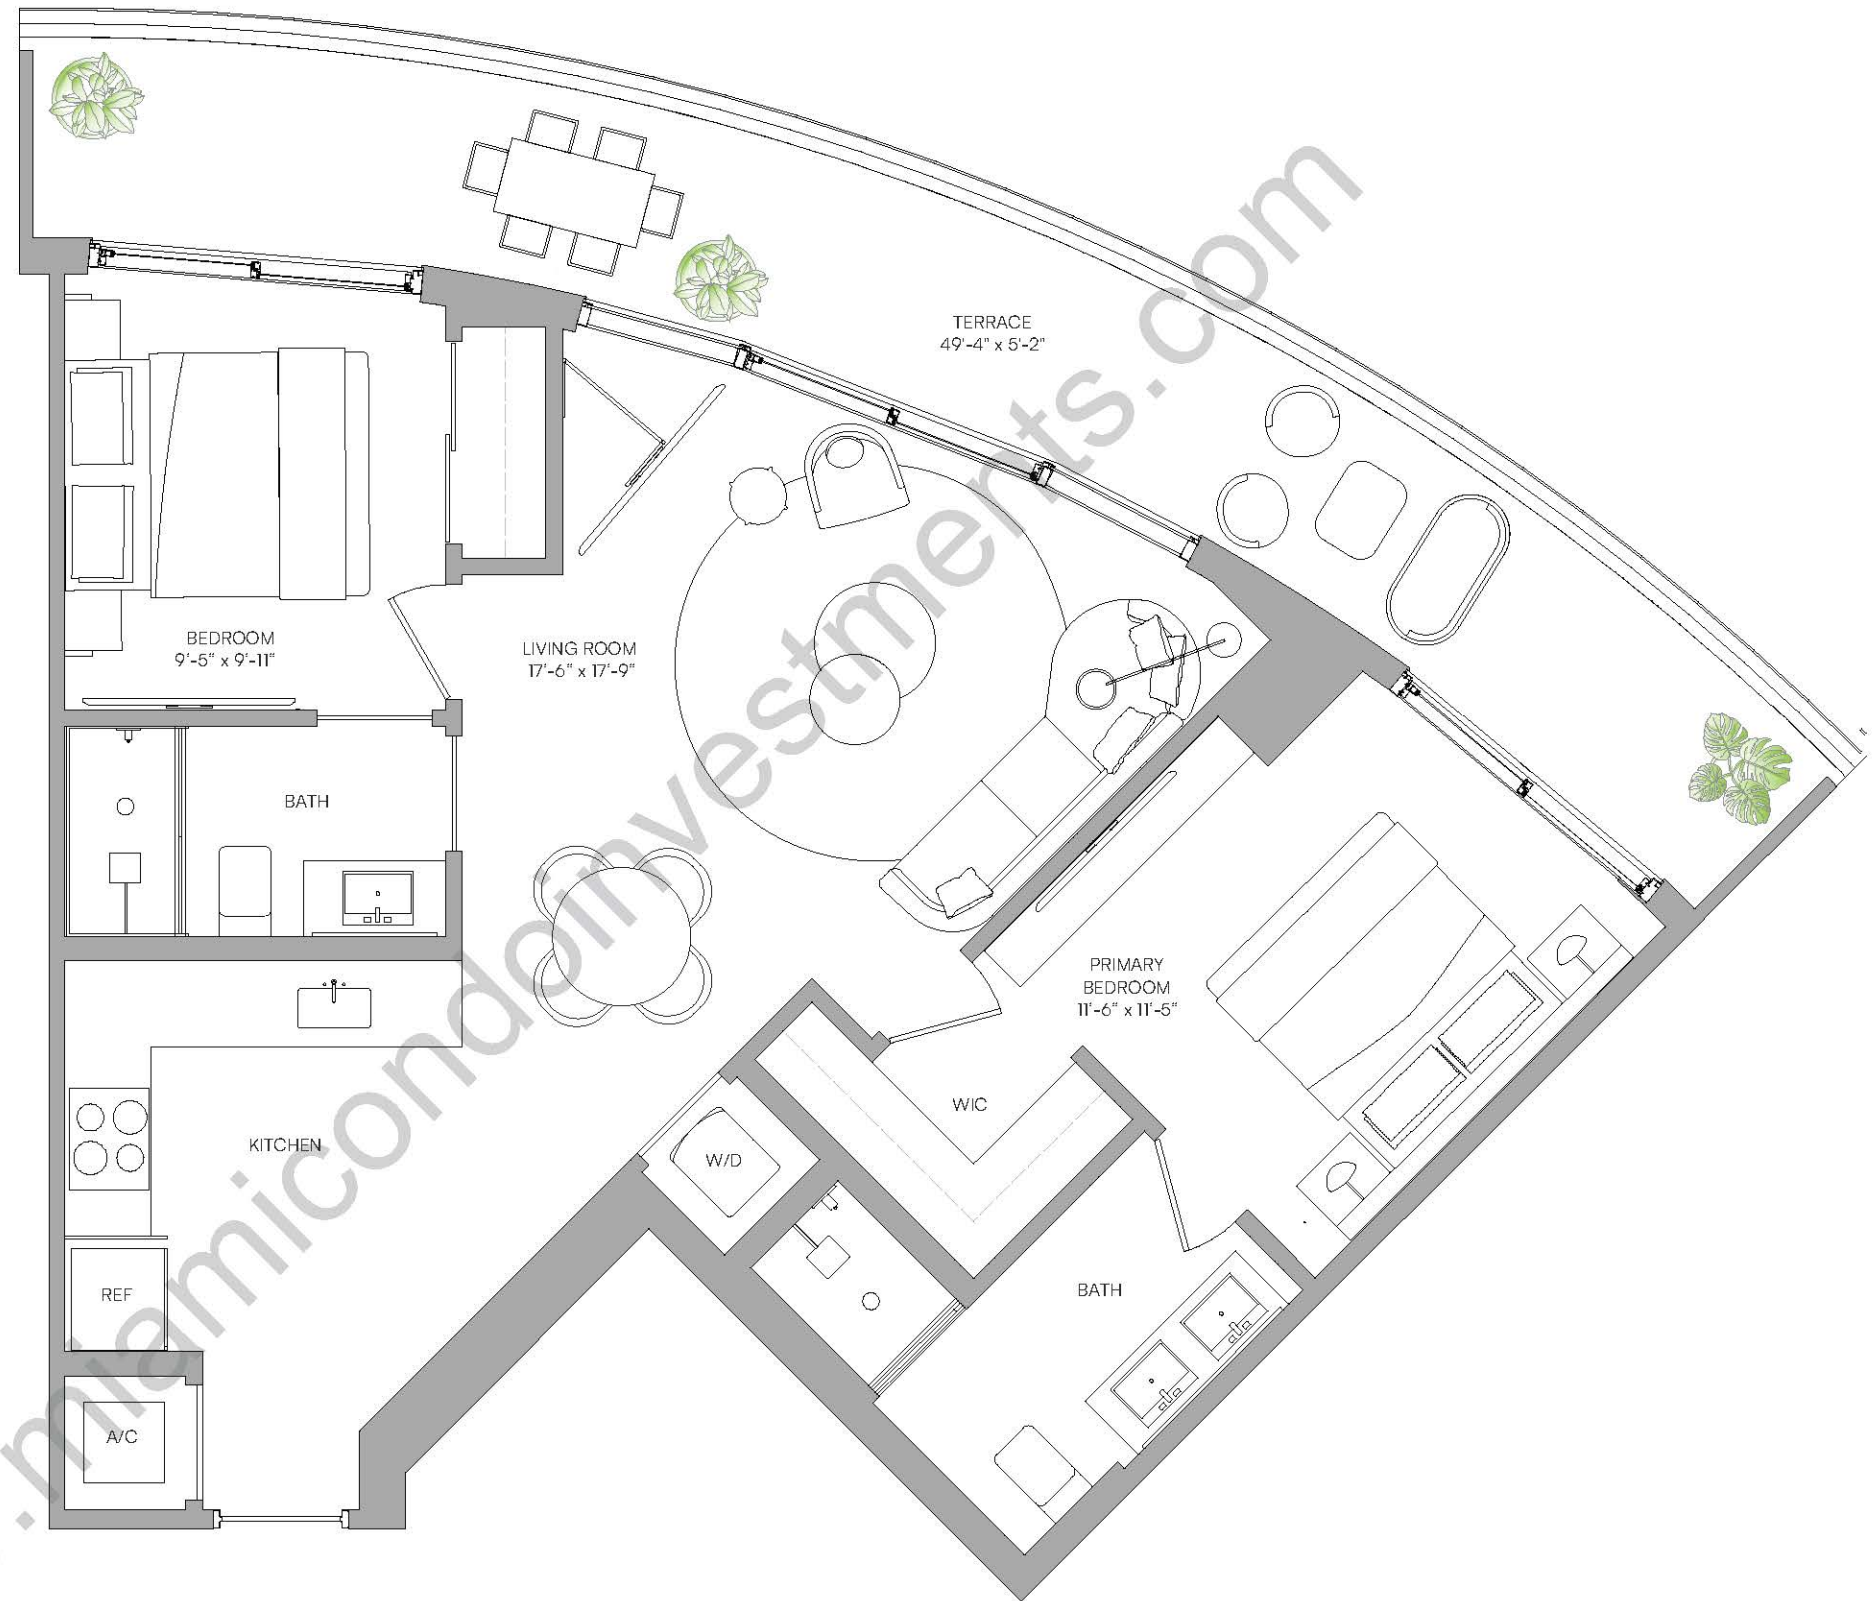 TERRACE
49'-4" x 5'-2"
BEDROOM
9'-5" x 9'-11"
LIVING ROOM
17'-6" x 17'-9"
BATH
PRIMARY
BEDROOM
11'-6" x 11'-5"
WIC
KITCHEN
W/D
REF
BATH
A/C
.miamicondoinvestments.com